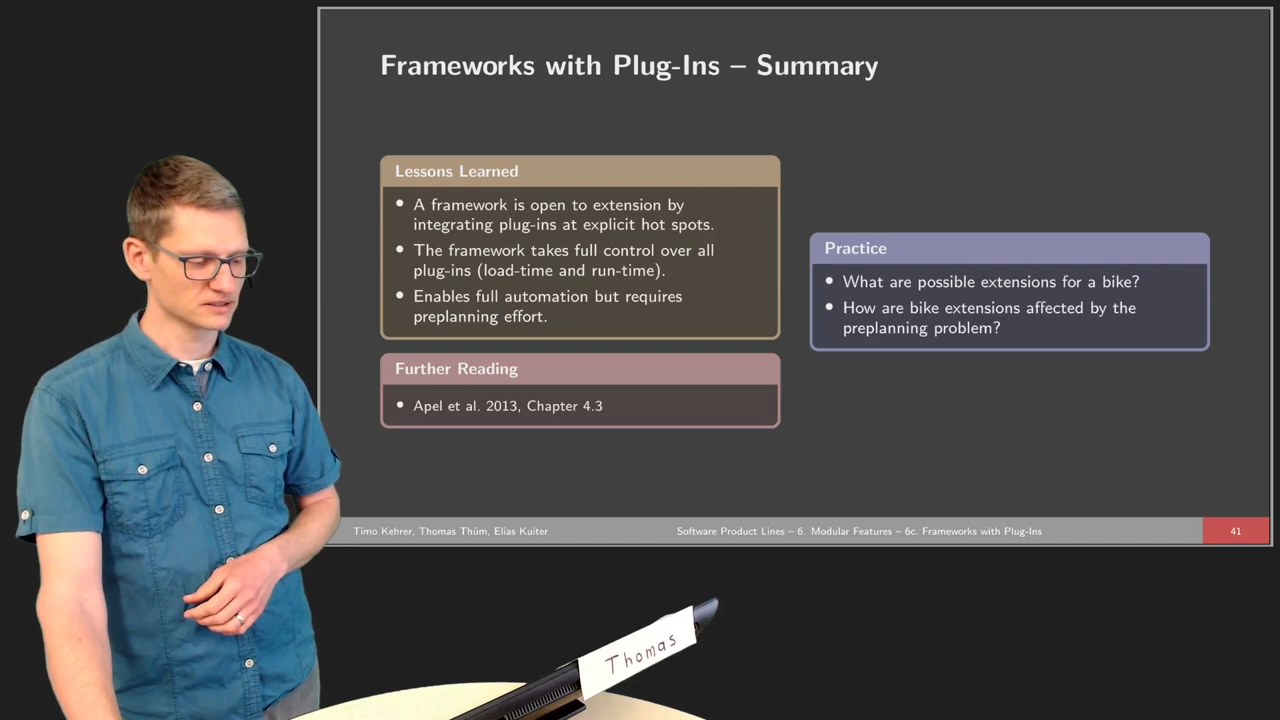 Frameworks with Plug-Ins – Summary
Lessons Learned
• A framework is open to extension by
integrating plug-ins at explicit hot spots.
• The framework takes full control over all
plug-ins (load-time and run-time).
• Enables full automation but requires
preplanning effort.
Further Reading
• Apel et al. 2013, Chapter 4.3
Practice
• What are possible extensions for a bike?
• How are bike extensions affected by the
preplanning problem?
Timo Kehrer, Thomas Thüm, Elias Kuiter
Software Product Lines – 6. Modular Features – 6c. Frameworks with Plug-Ins
41
Thomas